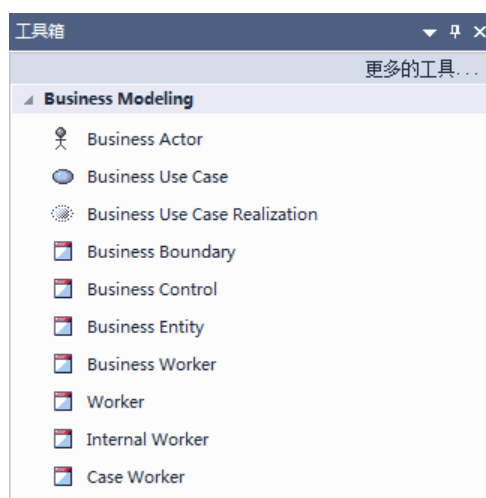 工具箱
更多的工具...
Business Modeling
Business Actor
Business Use Case
Business Use Case Realization
Business Boundary
Business Control
Business Entity
Business Worker
Worker
Internal Worker
Case Worker